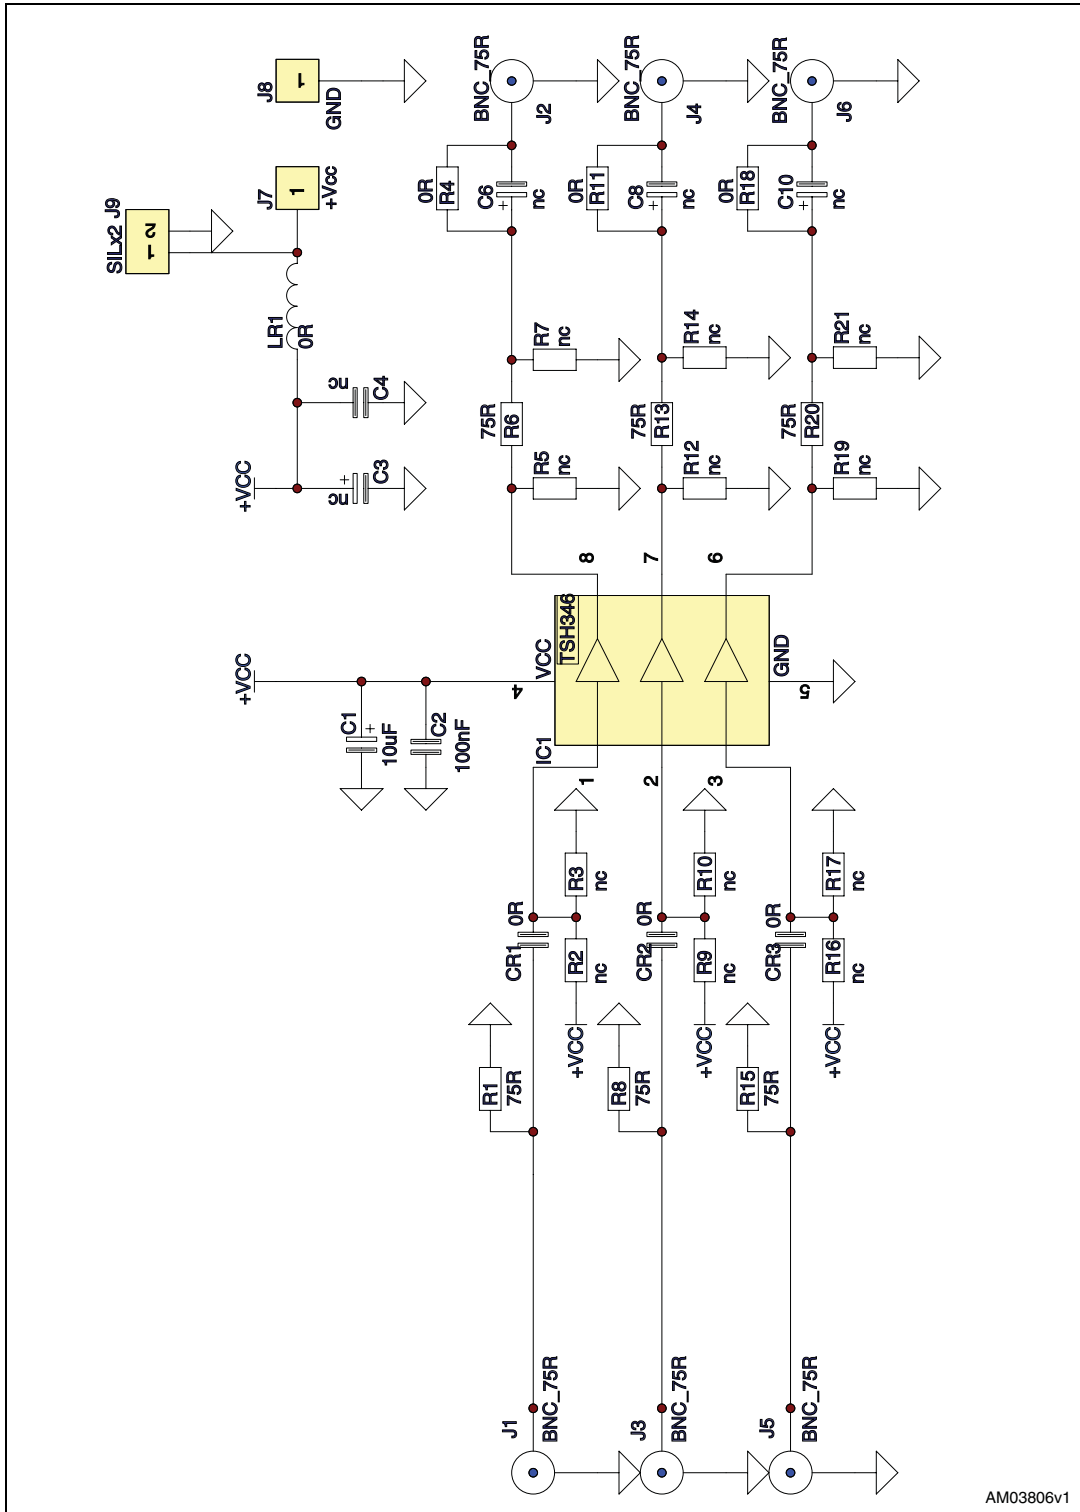 SILx2 J9
1 2
J8
1
GND
J7
1
+Vcc
LR1
0R
+VCC
nc
C4
nc
+
C3
+VCC
C1
+
10uF
C2
100nF
BNC_75R
J2
0R
R4
C6
+
nc
R7
nc
75R
R6
R5
nc
BNC_75R
J4
0R
R11
C8
+
nc
R14
nc
75R
R13
R12
nc
BNC_75R
J6
0R
R18
C10
+
nc
R21
nc
75R
R20
R19
nc
8
7
6
TSH346
VCC
4
GND
5
IC1
1
2
3
0R
CR1
R3
nc
R2
nc
+VCC
R1
75R
0R
CR2
R10
nc
R9
nc
+VCC
R8
75R
0R
CR3
R17
nc
R16
nc
+VCC
R15
75R
J1
BNC_75R
J3
BNC_75R
J5
BNC_75R
AM03806v1